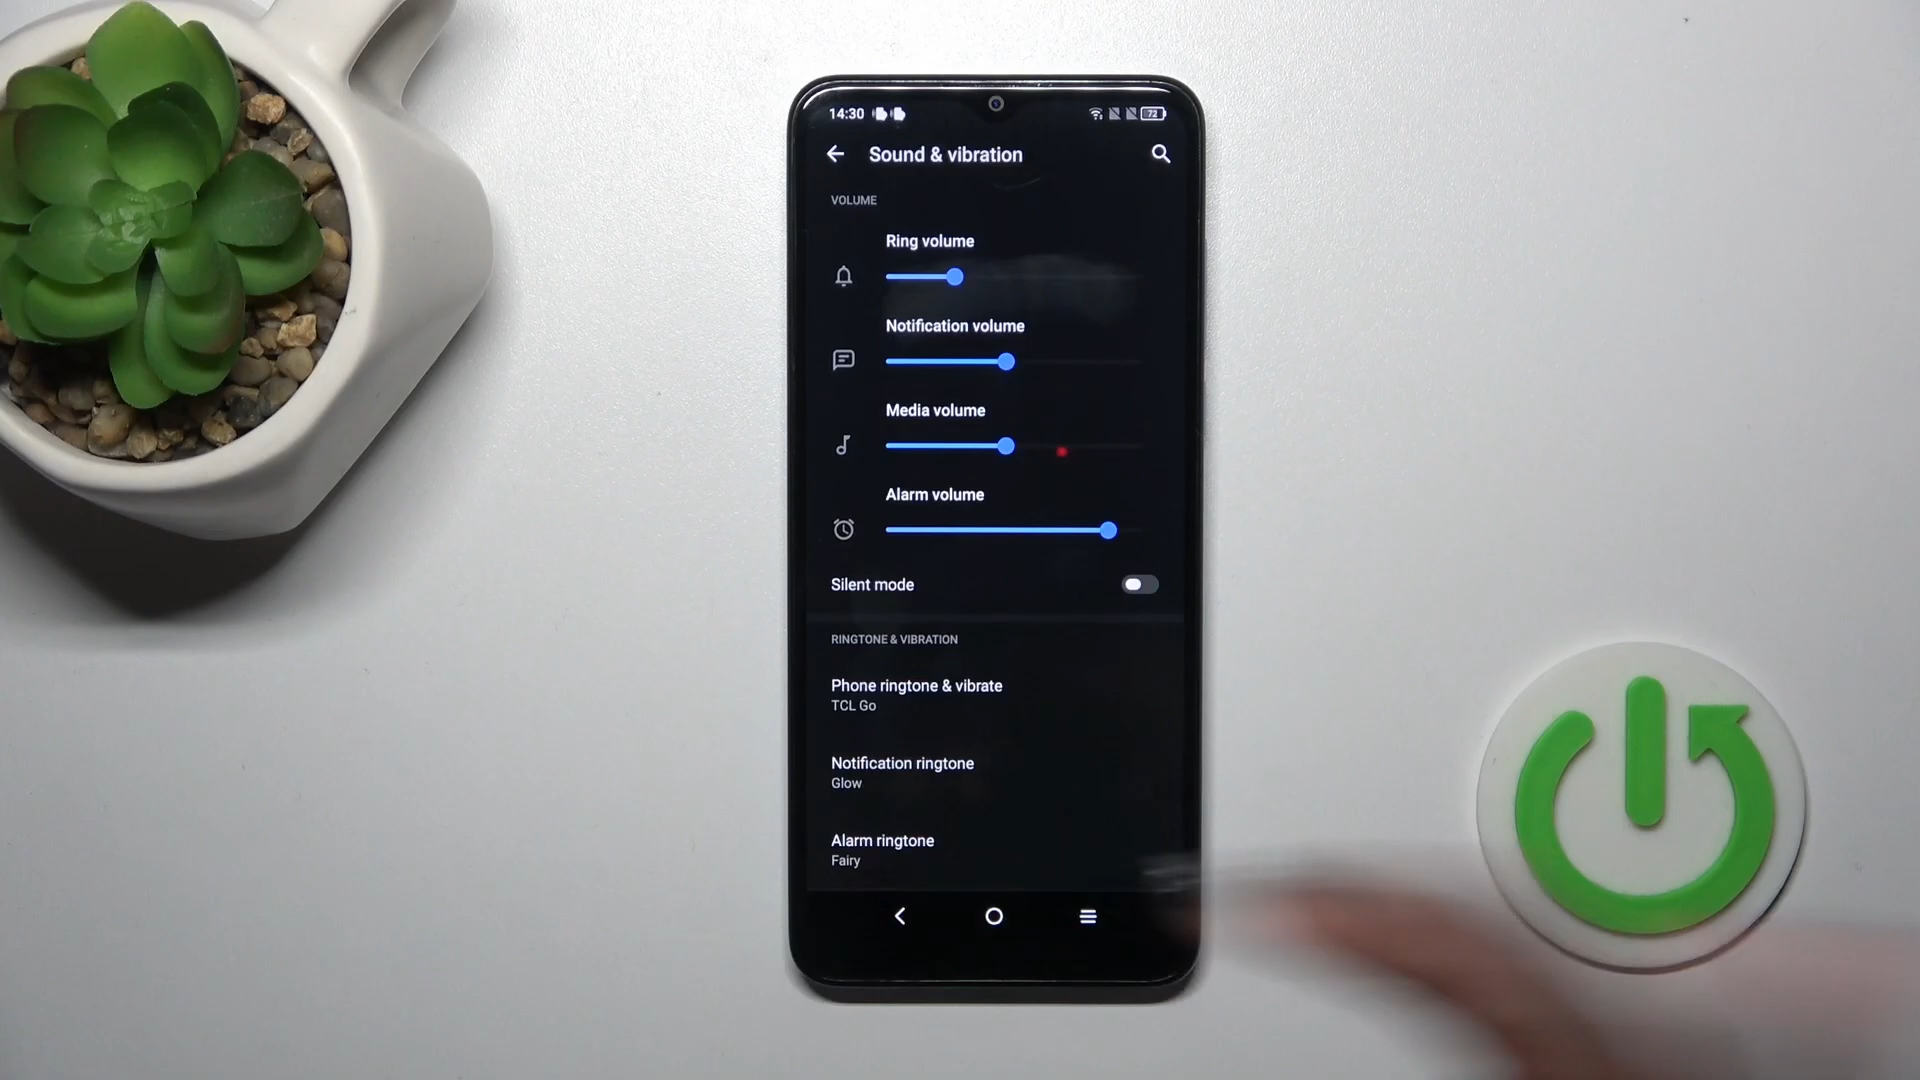 14:30
72
Sound & vibration
VOLUME
Ring volume
Notification volume
Media volume
Alarm volume
Silent mode
RINGTONE & VIBRATION
Phone ringtone & vibrate
TCL Go
Notification ringtone
Glow
Alarm ringtone
Fairy